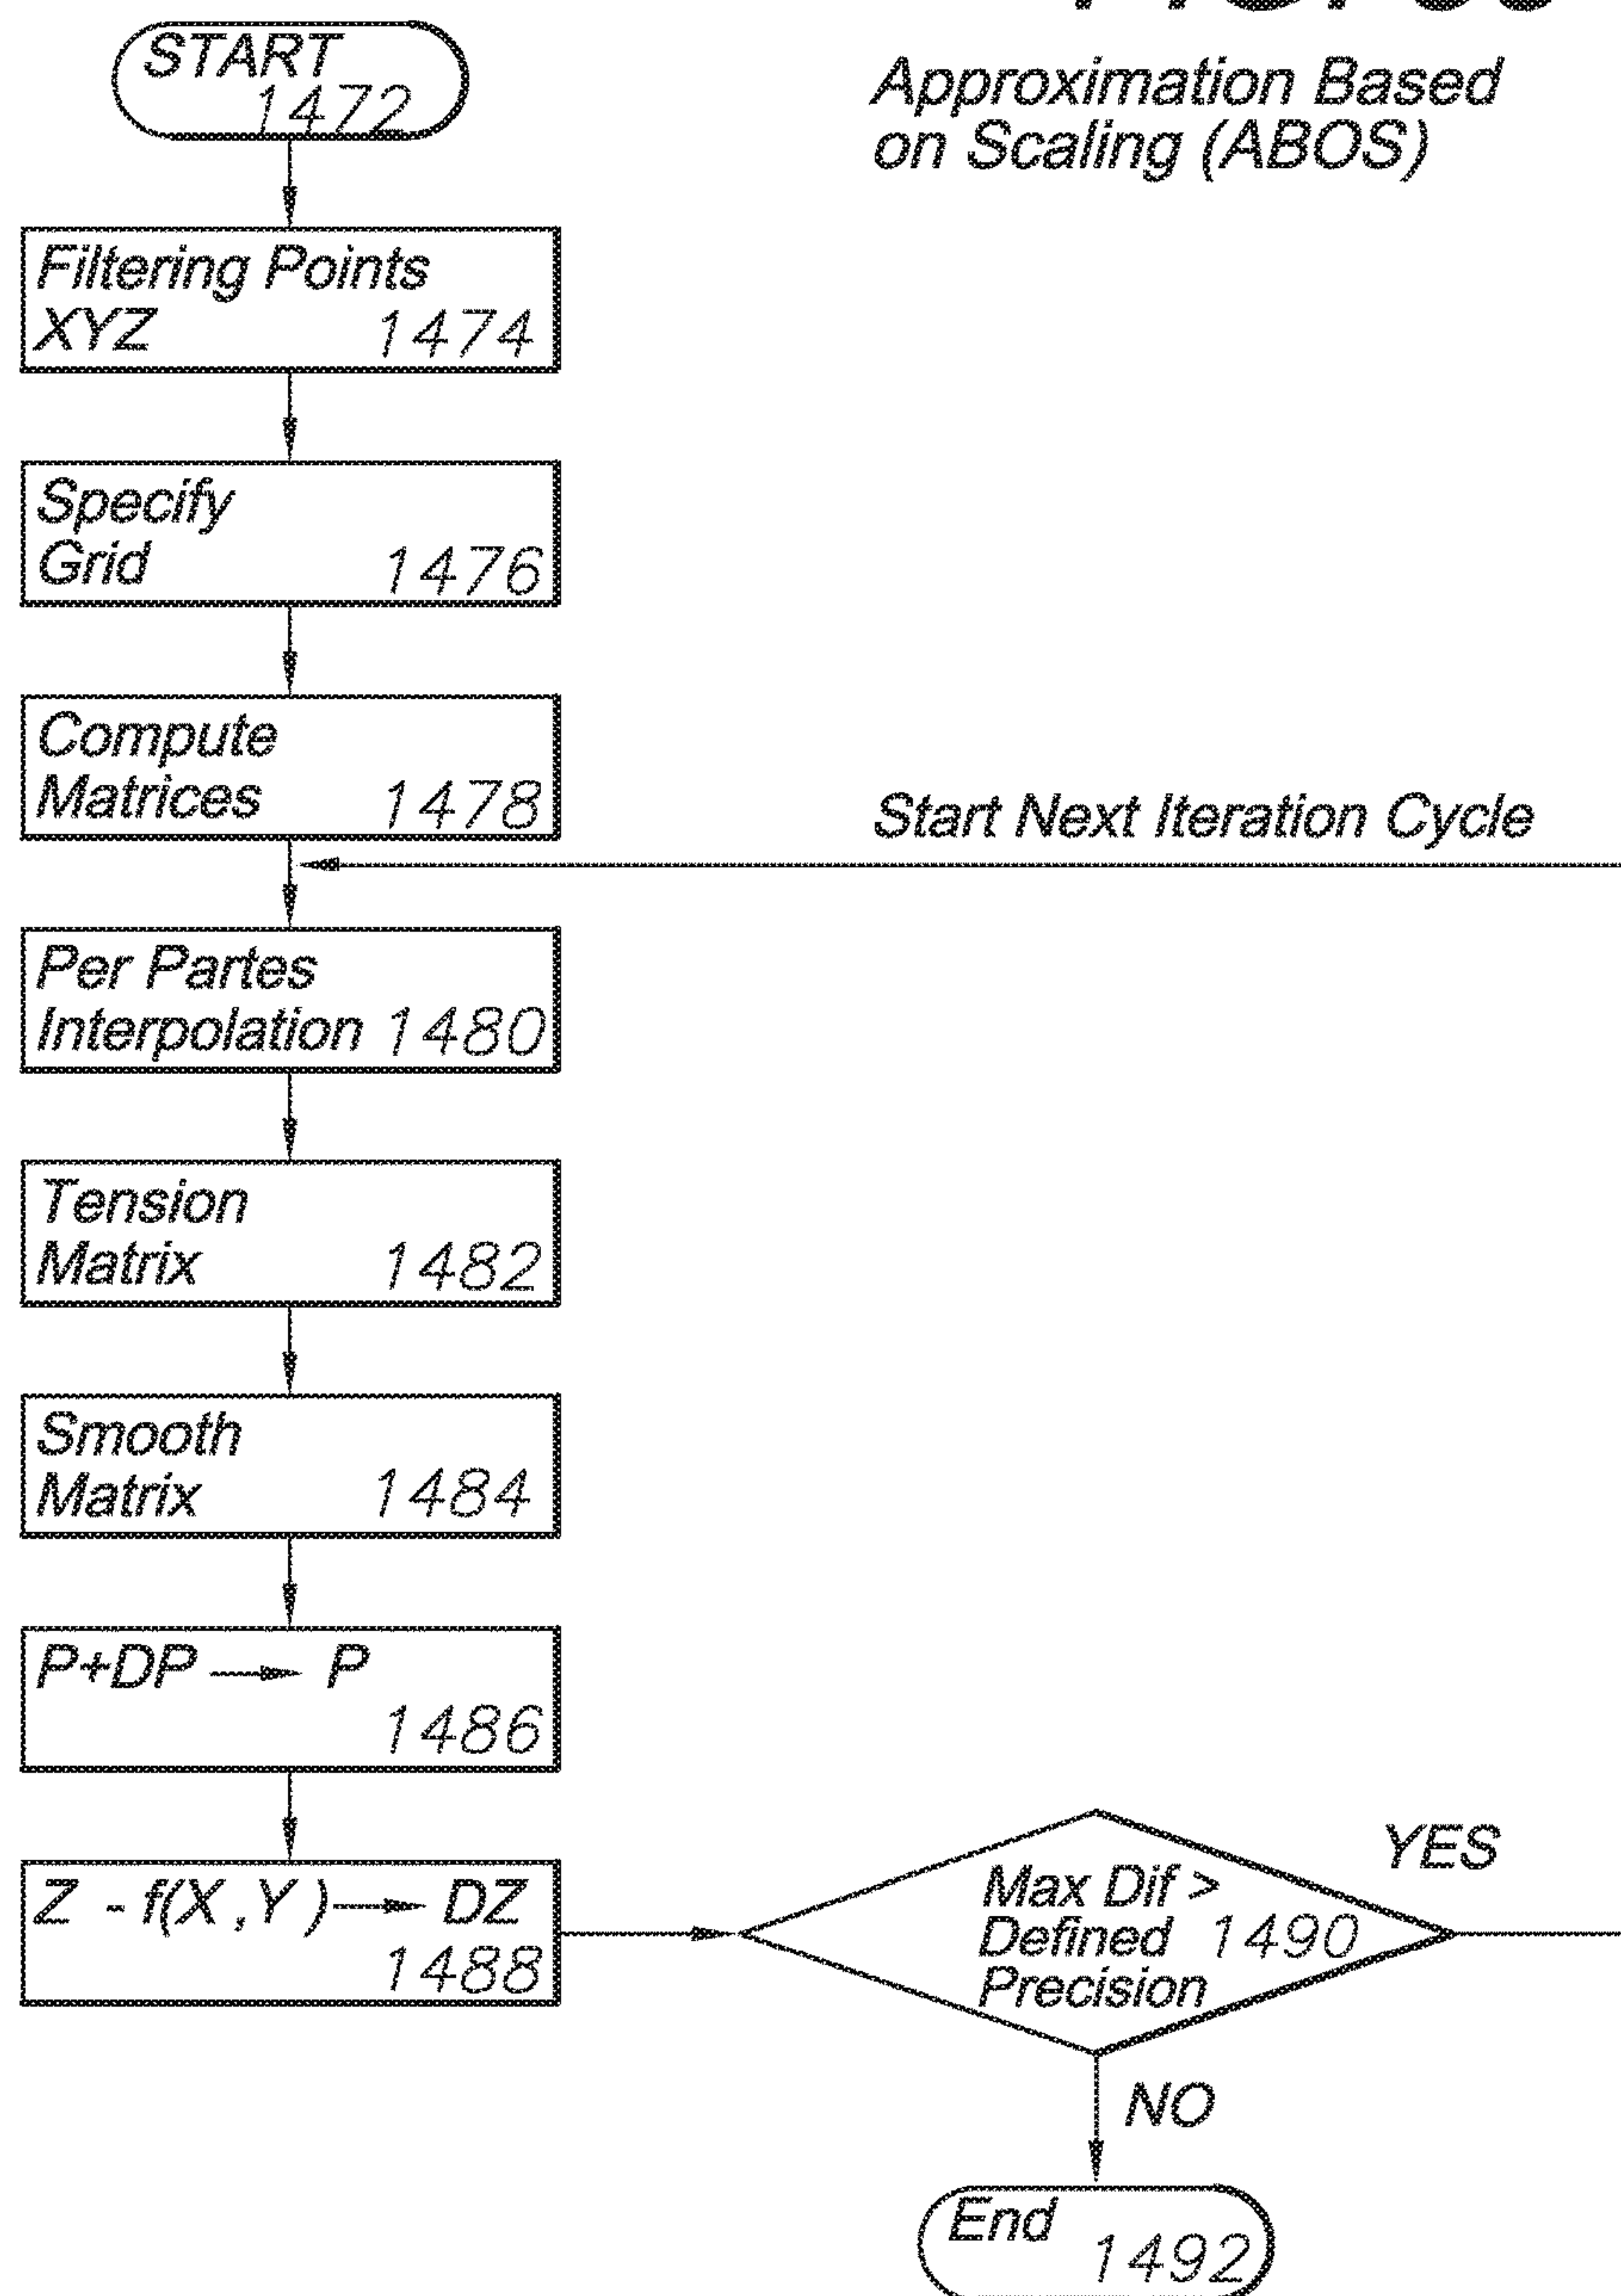 Approximation Based
on Scaling (ABOS)
START
1472
Filtering Points
XYZ 1474
Specify
Grid 1476
Compute
Matrices 1478
Start Next Iteration Cycle
Per Partes
Interpolation 1480
Tension
Matrix 1482
Smooth
Matrix 1484
P+DP → P
1486
Z - f(X,Y) → DZ
1488
Max Dif >
Defined 1490
Precision
YES
NO
End
1492